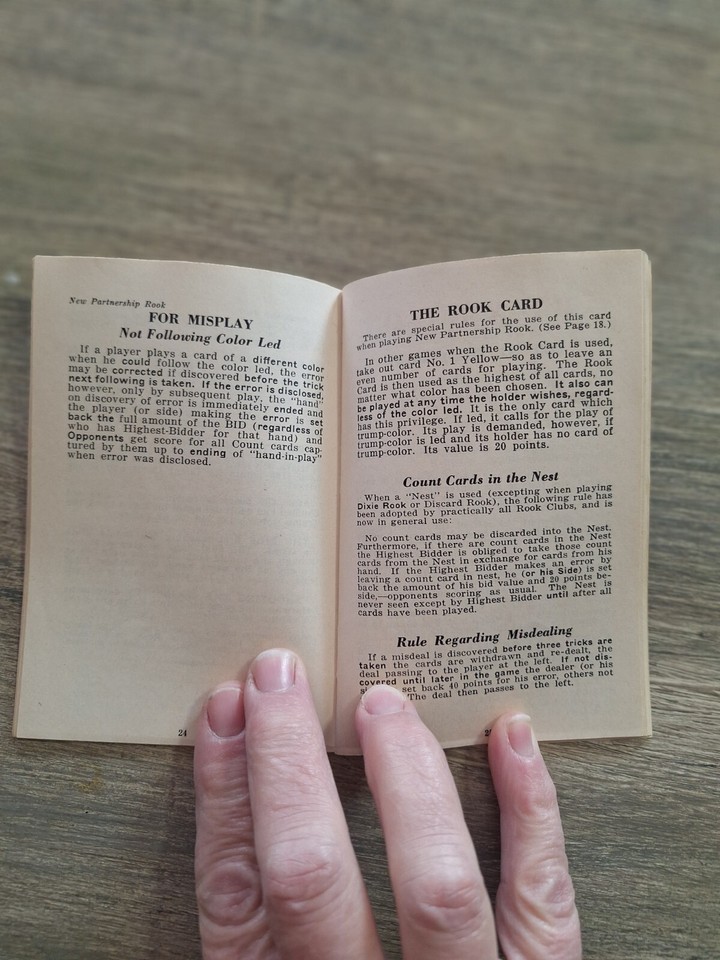 New Partnership Rook
FOR MISPLAY
Not Following Color Led
If a player plays a card of a different color
when he could follow the color led, the error
may be corrected if discovered before the trick
next following is taken. If the error is disclosed,
however, only by subsequent play, the "hand"
on discovery of error is immediately ended and
the player (or side) making the error is set
back the full amount of the BID (regardless of
who has Highest-Bidder for that hand) and
Opponents get score for all Count cards cap-
tured by them up to ending of "hand-in-play"
when error was disclosed.
24
THE ROOK CARD
There are special rules for the use of this card
when playing New Partnership Rook. (See Page 18.)
In other games when the Rook Card is used,
take out card No. 1 Yellow—so as to leave an
even number of cards for playing. The Rook
Card is then used as the highest of all cards, no
matter what color has been chosen. It also can
be played at any time the holder wishes, regard-
less of the color led. It is the only card which
has this privilege. If led, it calls for the play of
trump-color. Its play is demanded, however, if
trump-color is led and its holder has no card of
trump-color. Its value is 20 points.
Count Cards in the Nest
When a "Nest" is used (excepting when playing
Dixie Rook or Discard Rook), the following rule has
been adopted by practically all Rook Clubs, and is
now in general use:
No count cards may be discarded into the Nest.
Furthermore, if there are count cards in the Nest
the Highest Bidder is obliged to take those count
cards from the Nest in exchange for cards from his
hand. If the Highest Bidder makes an error by
leaving a count card in nest, he (or his Side) is set
back the amount of his bid value and 20 points be-
side,—opponents scoring as usual. The Nest is
never seen except by Highest Bidder until after all
cards have been played.
Rule Regarding Misdealing
If a misdeal is discovered before three tricks are
taken the cards are withdrawn and re-dealt, the
deal passing to the player at the left. If not dis-
covered until later in the game the dealer (or his
set back 40 points for his error, others not
The deal then passes to the left.